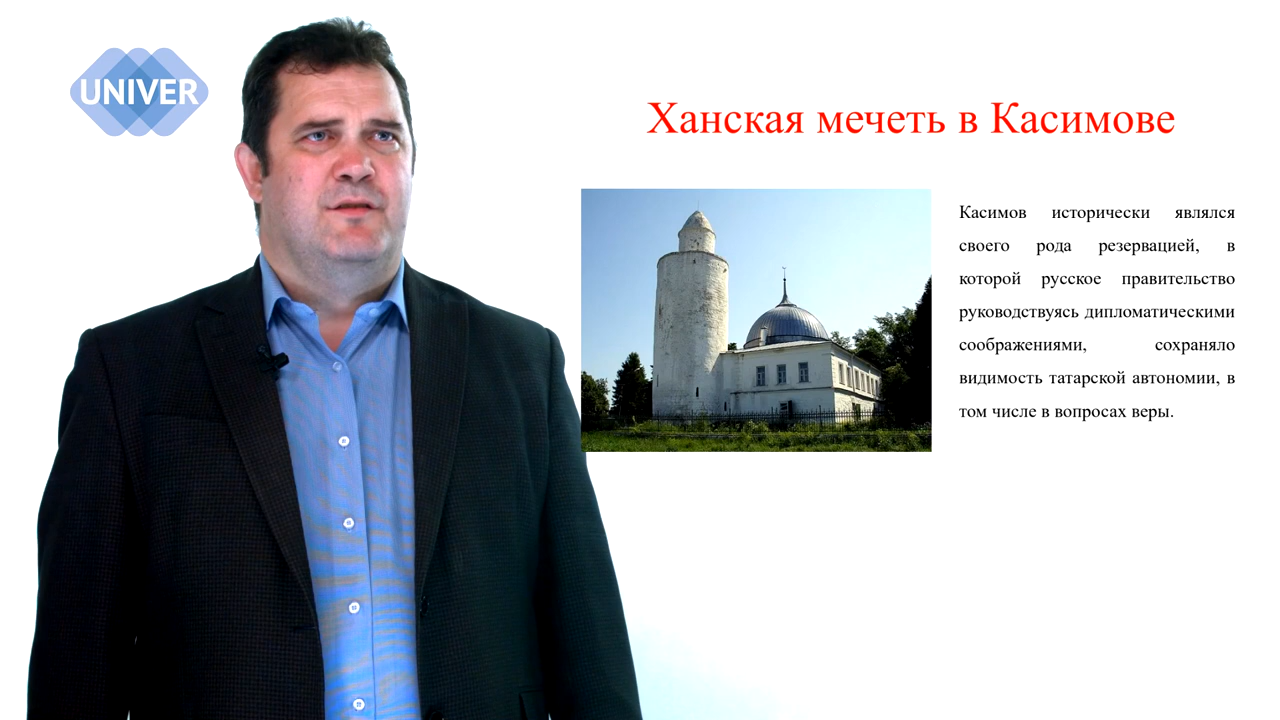 UNIVER
Ханская мечеть в Касимове
Касимов исторически являлся
своего рода резервацией, в
которой русское правительство
руководствуясь дипломатическими
соображениями, сохраняло
видимость татарской автономии, в
том числе в вопросах веры.